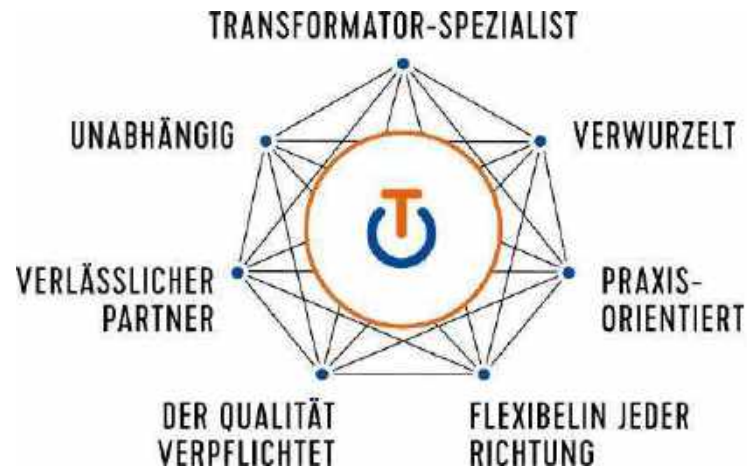 TRANSFORMATOR-SPEZIALIST
UNABHÄNGIG
VERWURZELT
VERLÄSSLICHER
PARTNER
PRAXIS-
ORIENTIERT
DER QUALITÄT
VERPFLICHTET
FLEXIBELIN JEDER
RICHTUNG